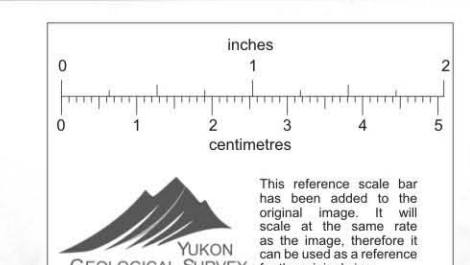 inches
0 1 2
0 1 2 3 4 5
centimetres
This reference scale bar
has been added to the
original image. It will
scale at the same rate
as the image, therefore it
can be used as a reference
YUKON
GEOLOGICAL SURVEY